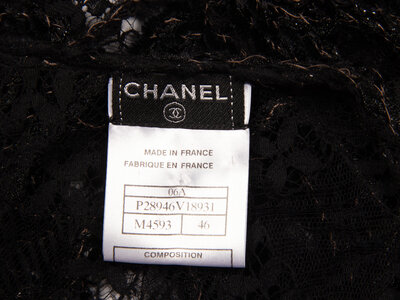 CHANEL
MADE IN FRANCE
FABRIQUE EN FRANCE
06A
P28946V18931
M4593 46
COMPOSITION